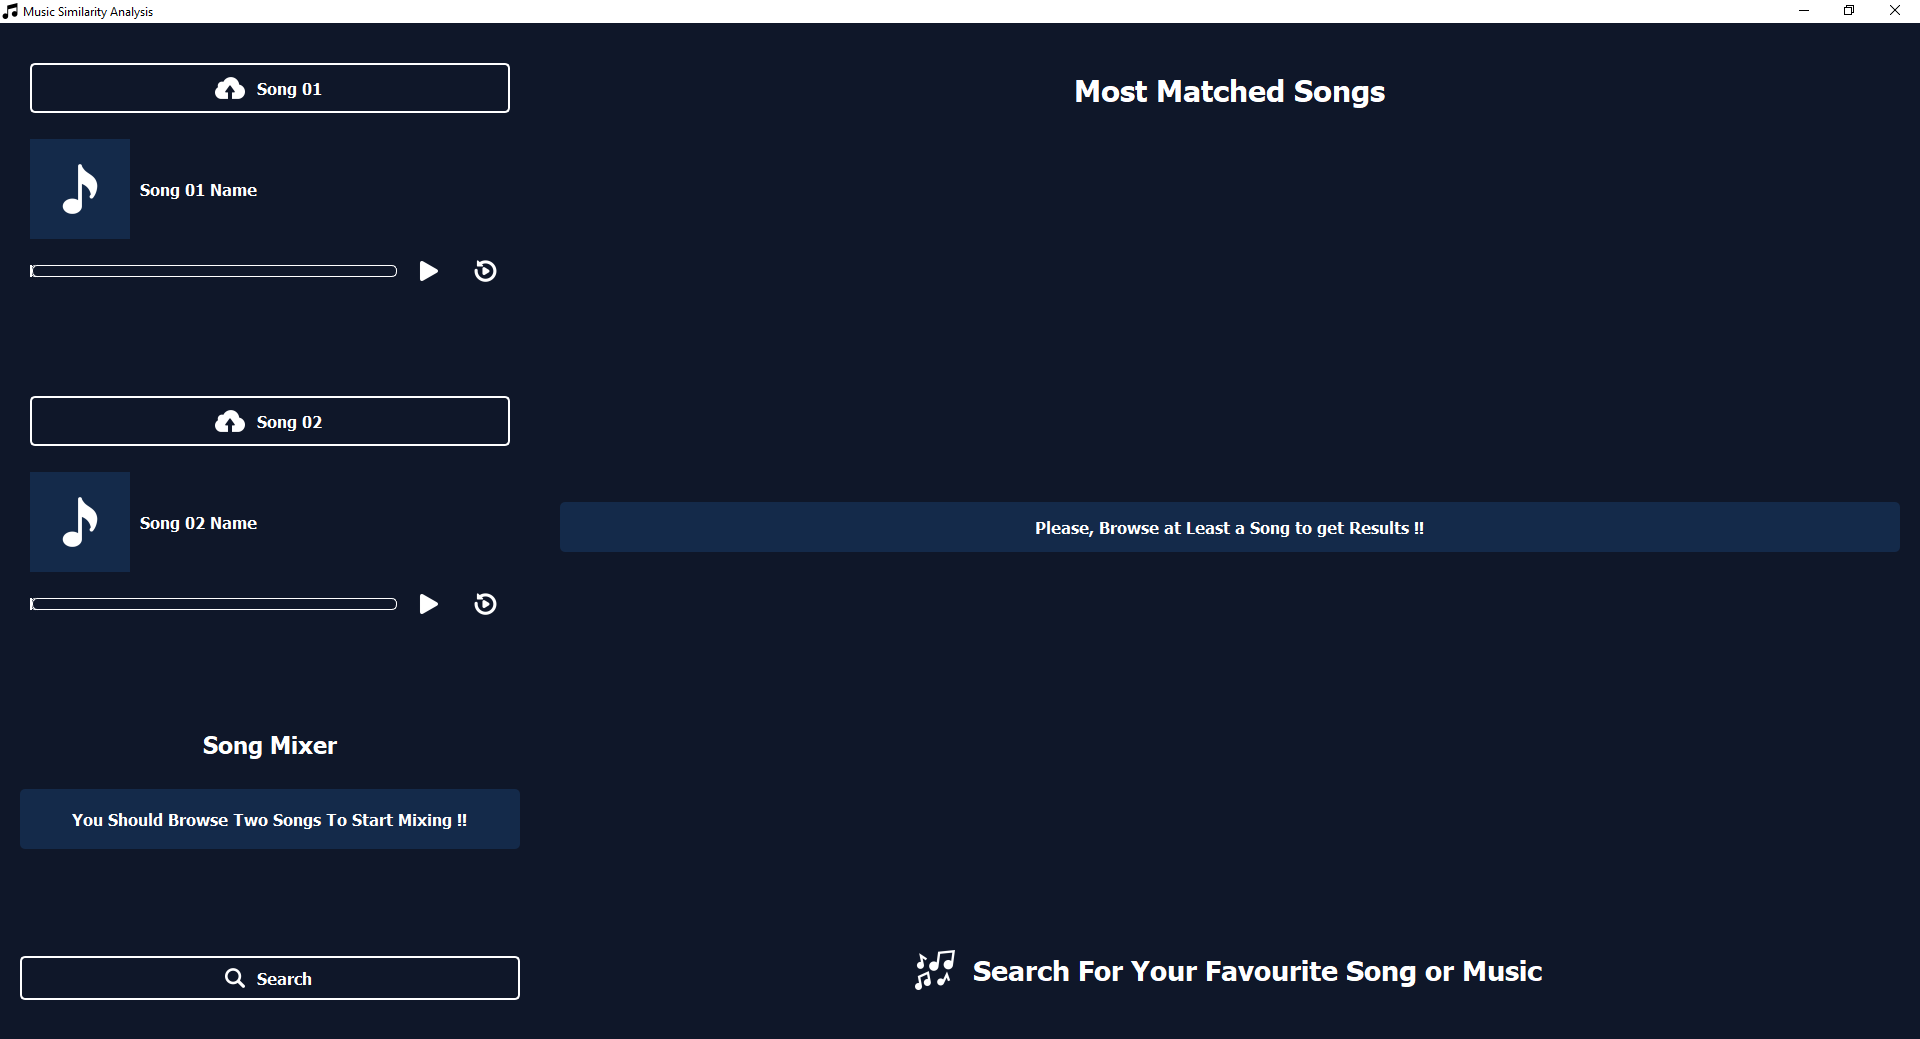 Music Similarity Analysis
Song 01
Song 01 Name
Song 02
Song 02 Name
Song Mixer
You Should Browse Two Songs To Start Mixing !!
Search
Most Matched Songs
Please, Browse at Least a Song to get Results !!
Search For Your Favourite Song or Music